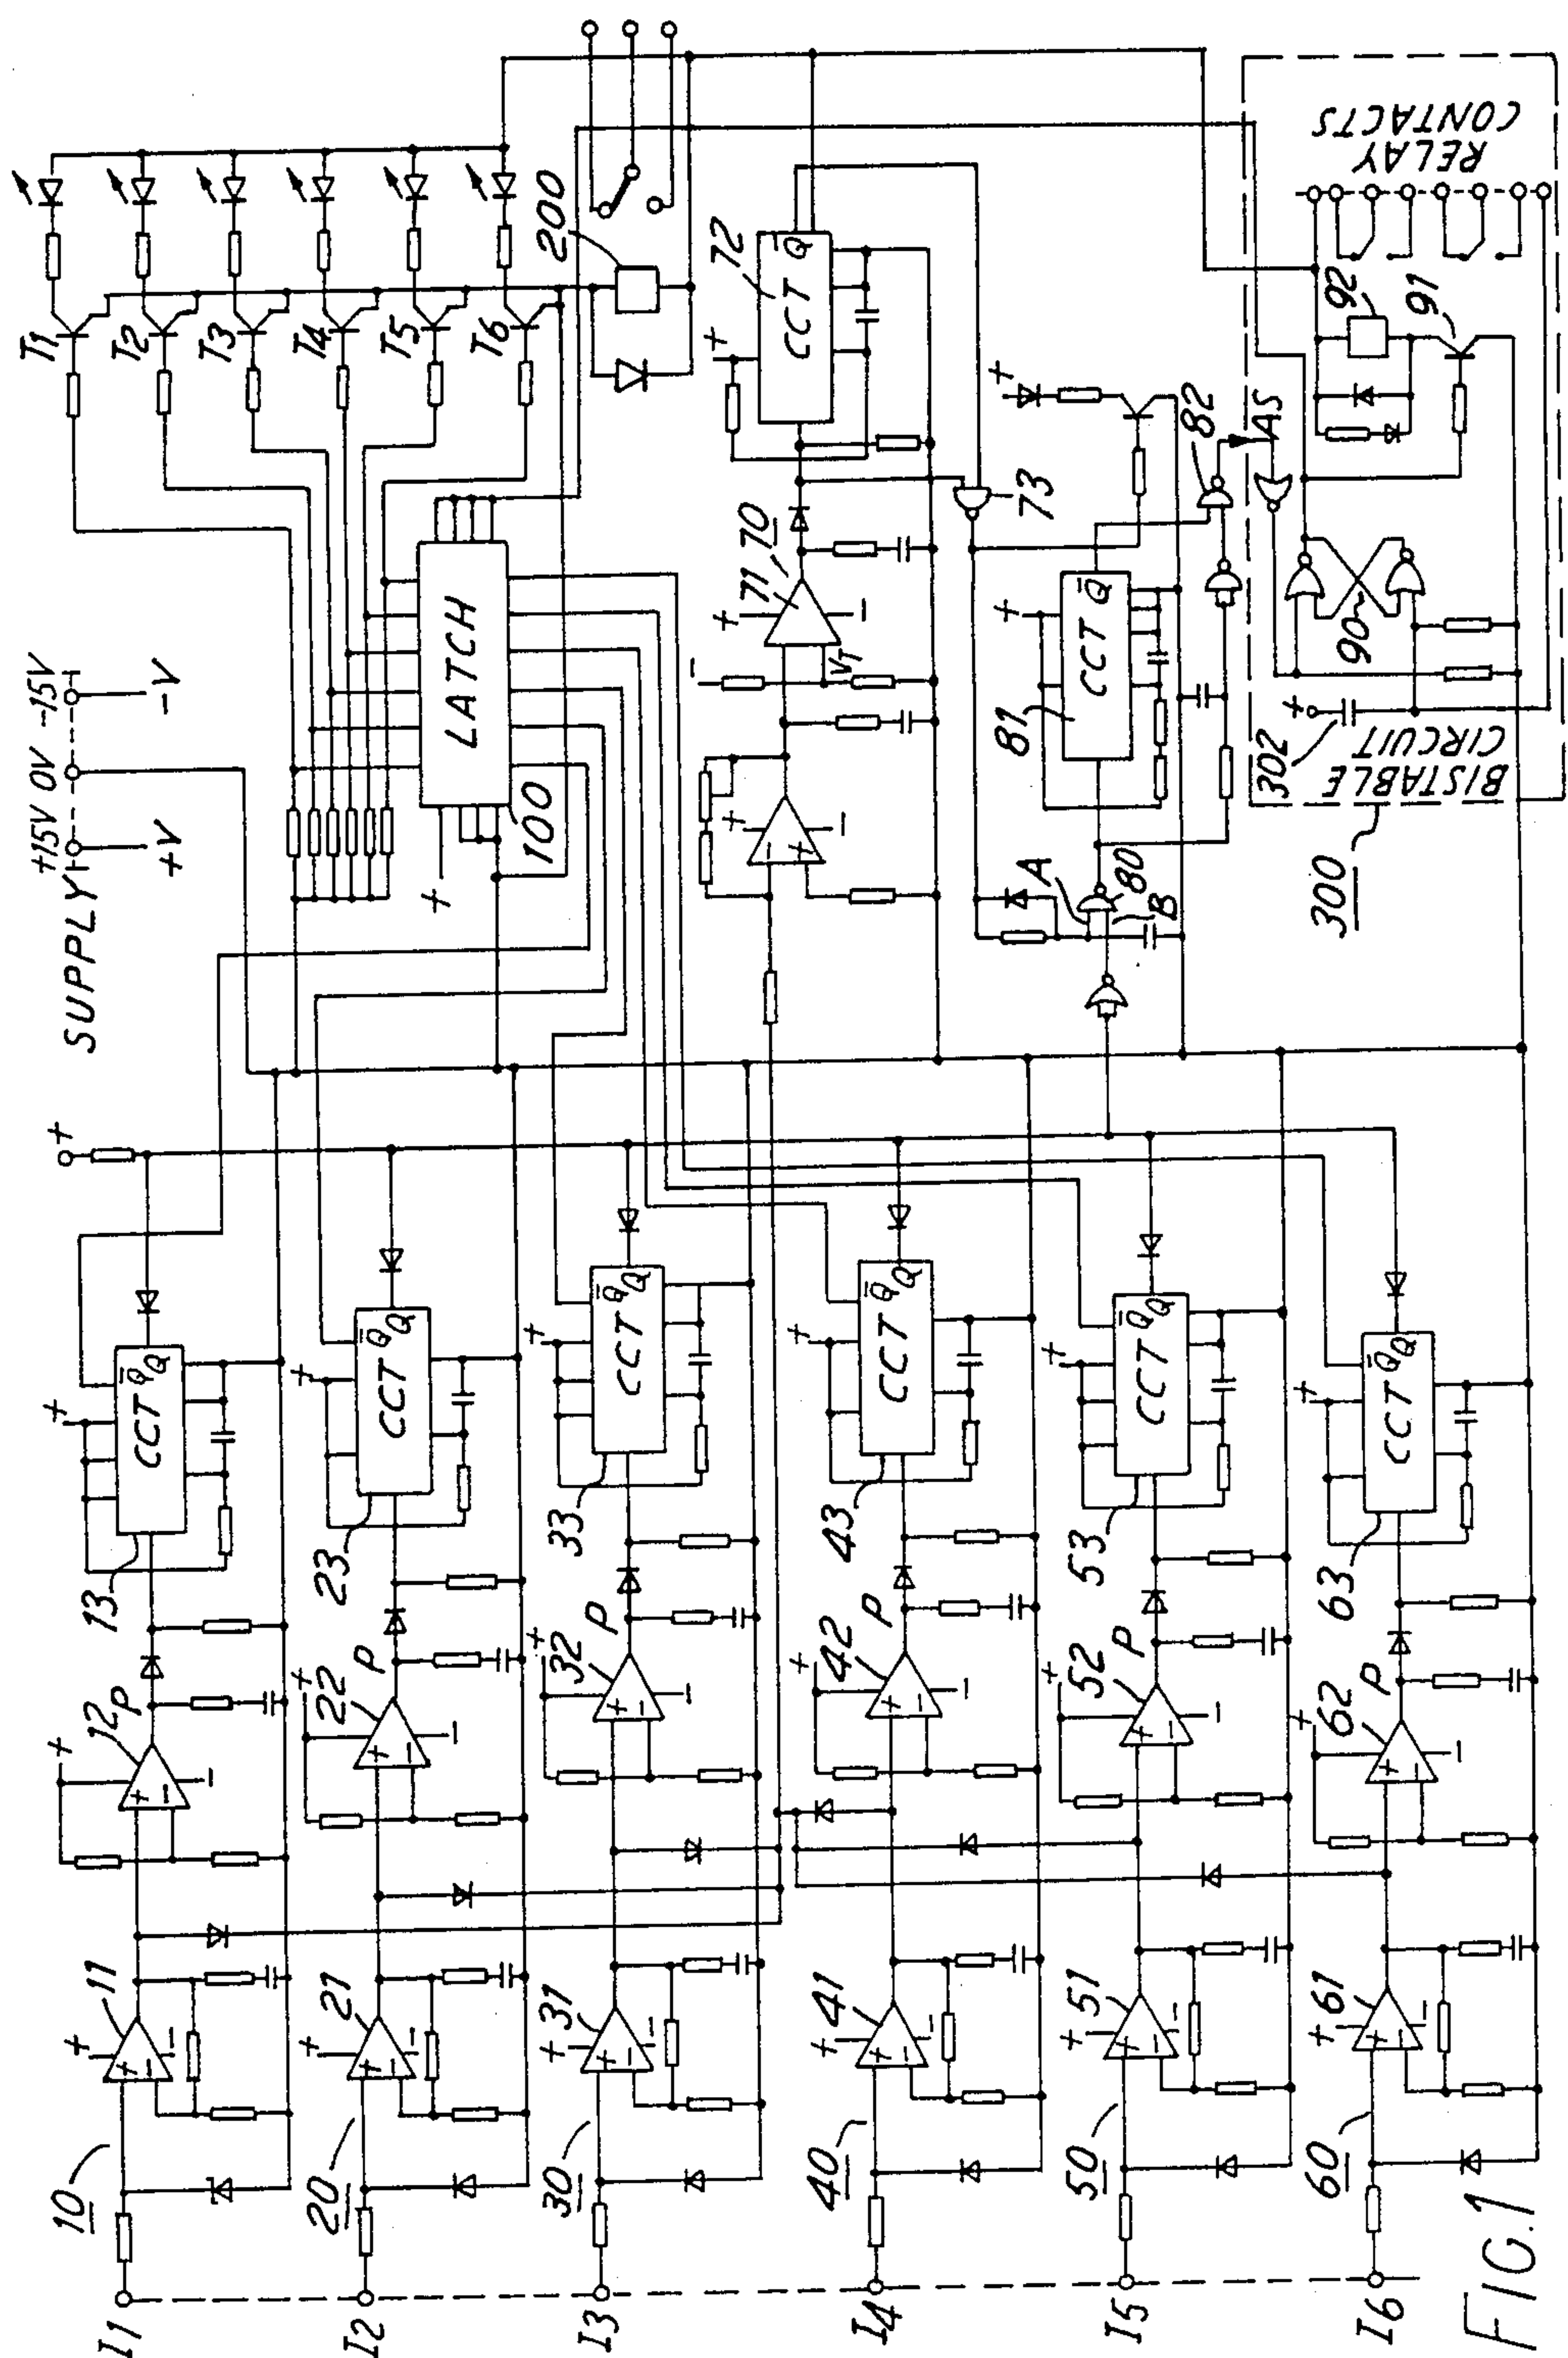 SUPPLY
+15V 0V -15V
+V
-V
T1
T2
T3
T4
T5
T6
200
LATCH
100
+
I1
10
+
11
+
-
-
12
+
+
-
-
P
13
+
CCT
Q̄
Q
I2
20
+
21
+
-
-
22
+
+
-
-
P
23
+
CCT
Q̄
Q
I3
30
+
31
+
-
-
32
+
+
-
-
P
33
+
CCT
Q̄
Q
I4
40
+
41
+
-
-
42
+
+
-
-
P
43
+
CCT
Q̄
Q
I5
50
+
51
+
-
-
52
+
+
-
-
P
53
+
CCT
Q̄
Q
I6
60
+
61
+
-
-
62
+
+
-
-
P
63
+
CCT
Q̄
Q
+
+
-
+
-
-
VT
+
71
70
-
72
+
CCT
Q̄
73
+
A
80
B
81
+
CCT
Q̄
82
AS
300
302
+
BISTABLE
CIRCUIT
90
91
92
RELAY
CONTACTS
FIG.1